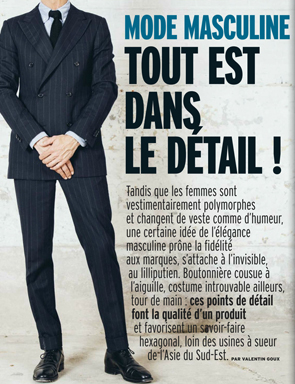 MODE MASCULINE
TOUT EST
DANS
LE DÉTAIL !
Tandis que les femmes sont
vestimentairement polymorphes
et changent de veste comme d'humeur,
une certaine idée de l'élégance
masculine prône la fidélité
aux marques, s'attache à l'invisible,
au lilliputien. Boutonnière cousue à
l'aiguille, costume introuvable ailleurs,
tour de main : ces points de détail
font la qualité d'un produit
et favorisent un savoir-faire
hexagonal, loin des usines à sueur
de l'Asie du Sud-Est. PAR VALENTIN GOUX